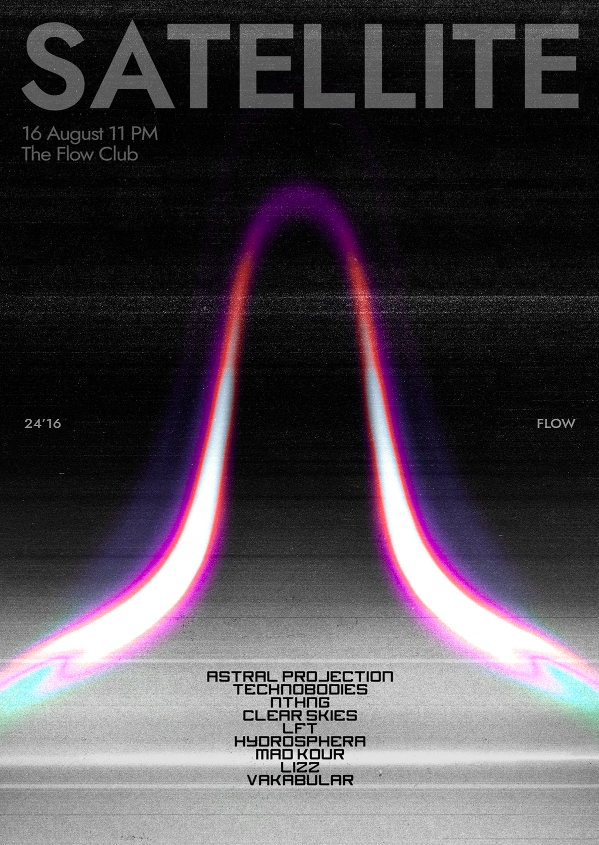 SATELLITE
16 August 11 PM
The Flow Club
24'16
FLOW
ASTRAL PROJECTION
TECHNOBODIES
NTHNG
CLEAR SKIES
LFT
HYDROSPHERA
MAD KOUR
LIZZ
VAKABULAR